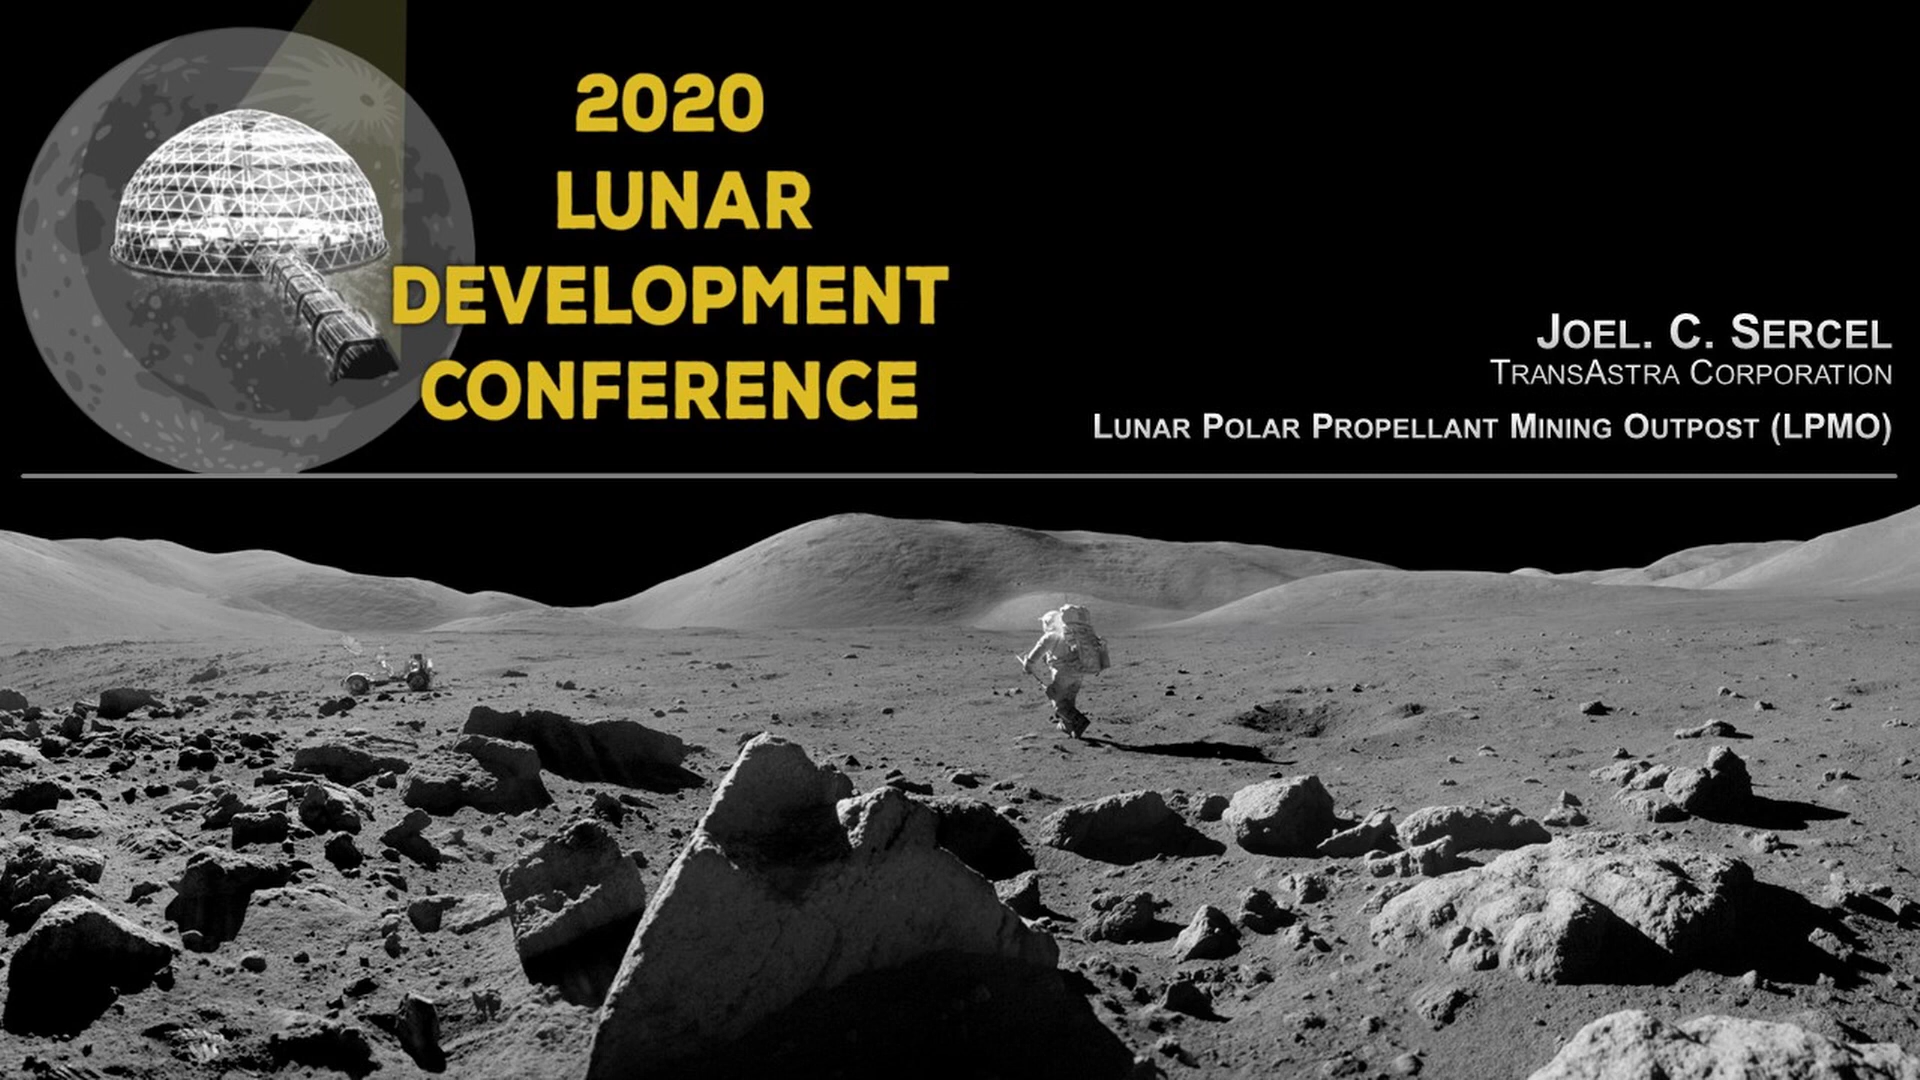 2020
LUNAR
DEVELOPMENT
CONFERENCE
JOEL. C. SERCEL
TRANSASTRA CORPORATION
LUNAR POLAR PROPELLANT MINING OUTPOST (LPMO)